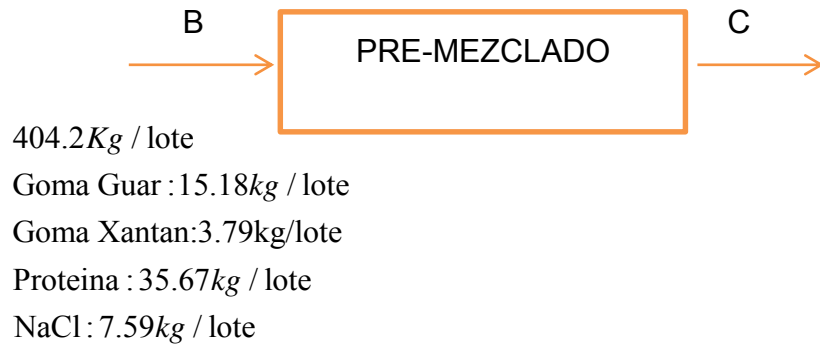 B
PRE-MEZCLADO
C
404.2Kg / lote
Goma Guar : 15.18kg / lote
Goma Xantan:3.79kg/lote
Proteina : 35.67kg / lote
NaCl : 7.59kg / lote